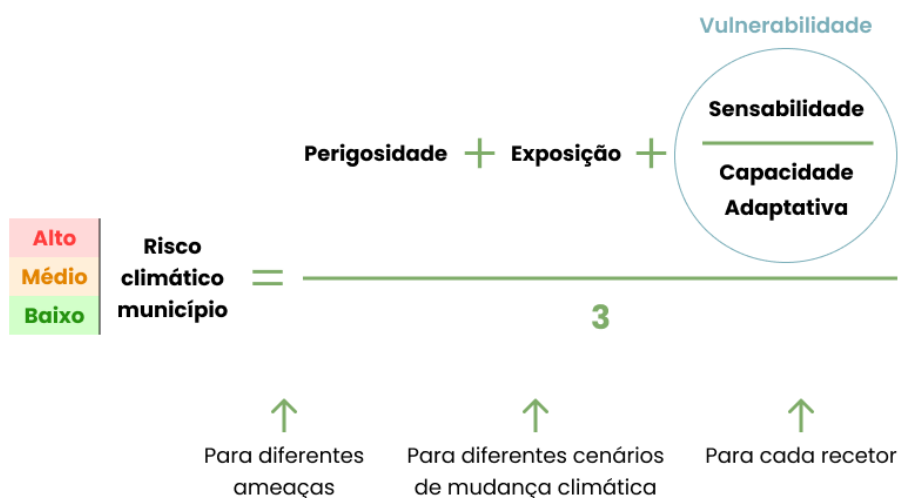 Vulnerabilidade
Sensabilidade
Perigosidade + Exposição +
Capacidade
Adaptativa
Alto
Médio
Baixo
Risco
climático
município
=
3
Para diferentes
ameaças
Para diferentes cenários
de mudança climática
Para cada recetor